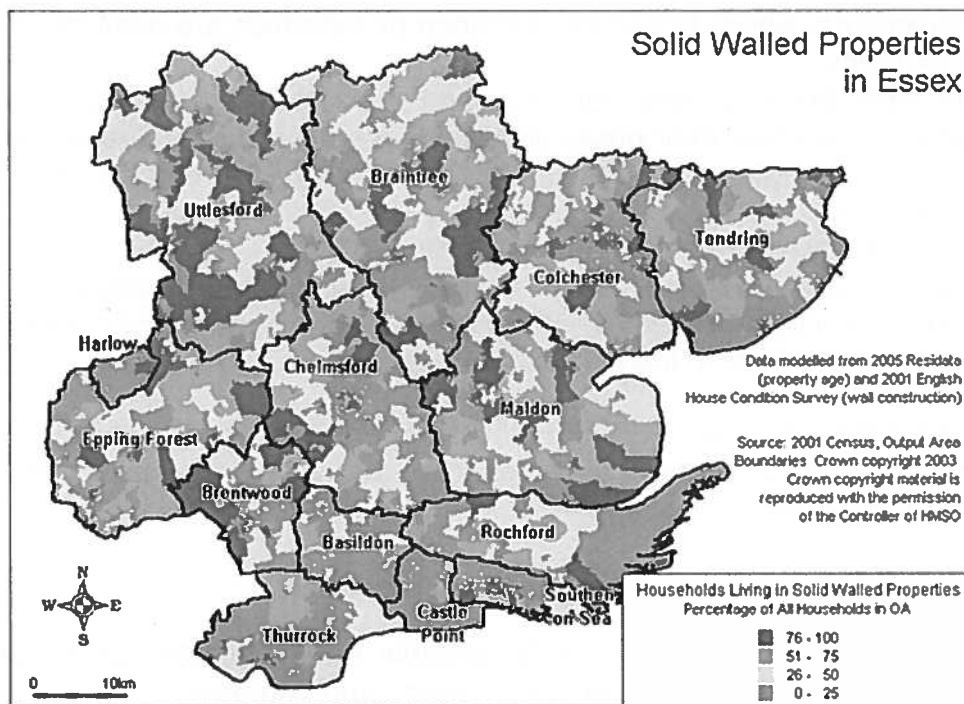 Solid Walled Properties
in Essex
Uttlesford
Braintree
Tendring
Colchester
Harlow
Chelmsford
Maldon
Epping Forest
Brentwood
Rochford
Basildon
Castle
Point
Southen
on Sea
Thurrock
Data modelled from 2005 Residata
(property age) and 2001 English
House Condition Survey (wall construction)
Source: 2001 Census, Output Area
Boundaries. Crown copyright 2003.
Crown copyright material is
reproduced with the permission
of the Controller of HMSO
N
W E
S
0 10km
Households Living in Solid Walled Properties
Percentage of All Households in OA
76 - 100
51 - 75
26 - 50
0 - 25